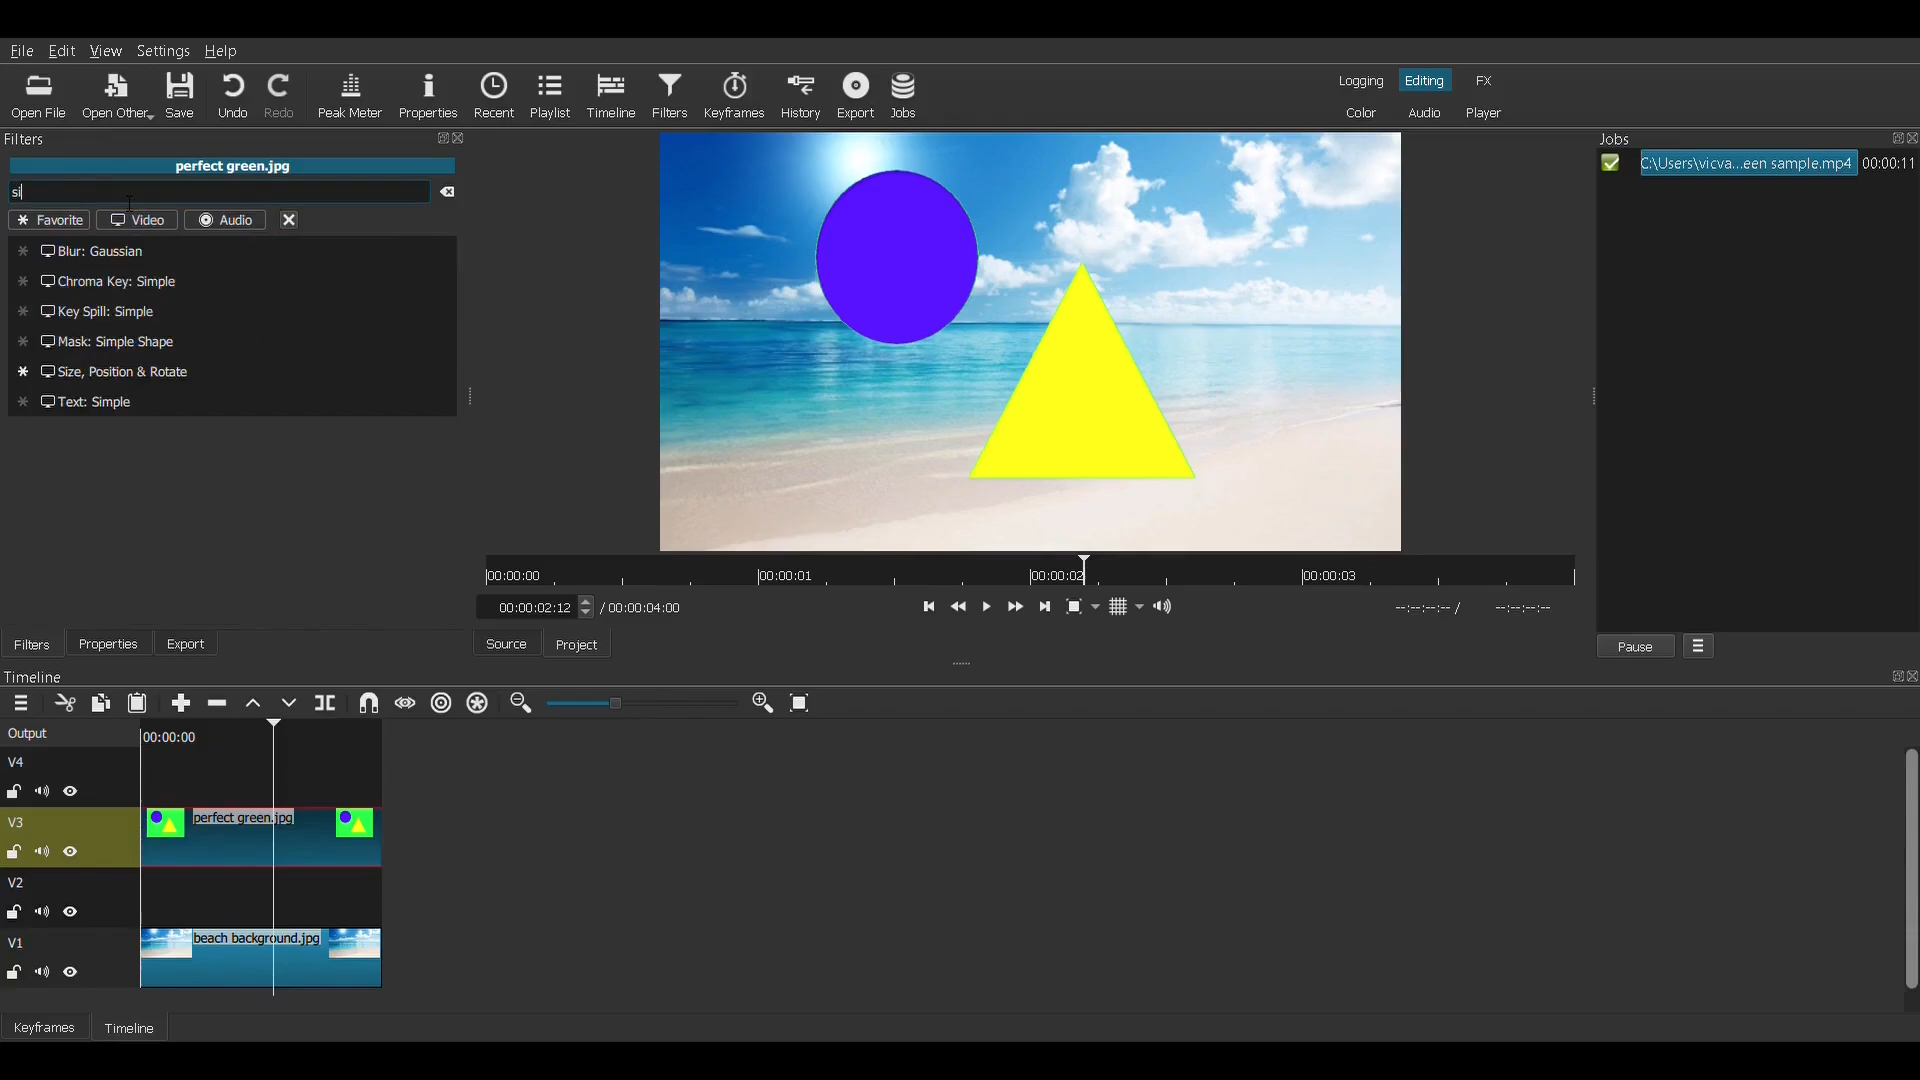 File Edit View Settings Help
Open File Open Other Save Undo Redo Peak Meter Properties Recent Playlist Timeline Filters Keyframes History Export Jobs
Logging Editing FX
Color Audio Player
Filters
perfect green.jpg
si
Favorite Video Audio
Blur: Gaussian
Chroma Key: Simple
Key Spill: Simple
Mask: Simple Shape
Size, Position & Rotate
Text: Simple
Jobs
C:\Users\vicva...een sample.mp4 00:00:11
00:00:00 00:00:01 00:00:02 00:00:03
00:00:02:12 / 00:00:04:00 --:--:--:-- / --:--:--:--
Filters Properties Export
Source Project
Pause
Timeline
Output
00:00:00
V4
V3
perfect green.jpg
V2
V1
beach background.jpg
Keyframes Timeline